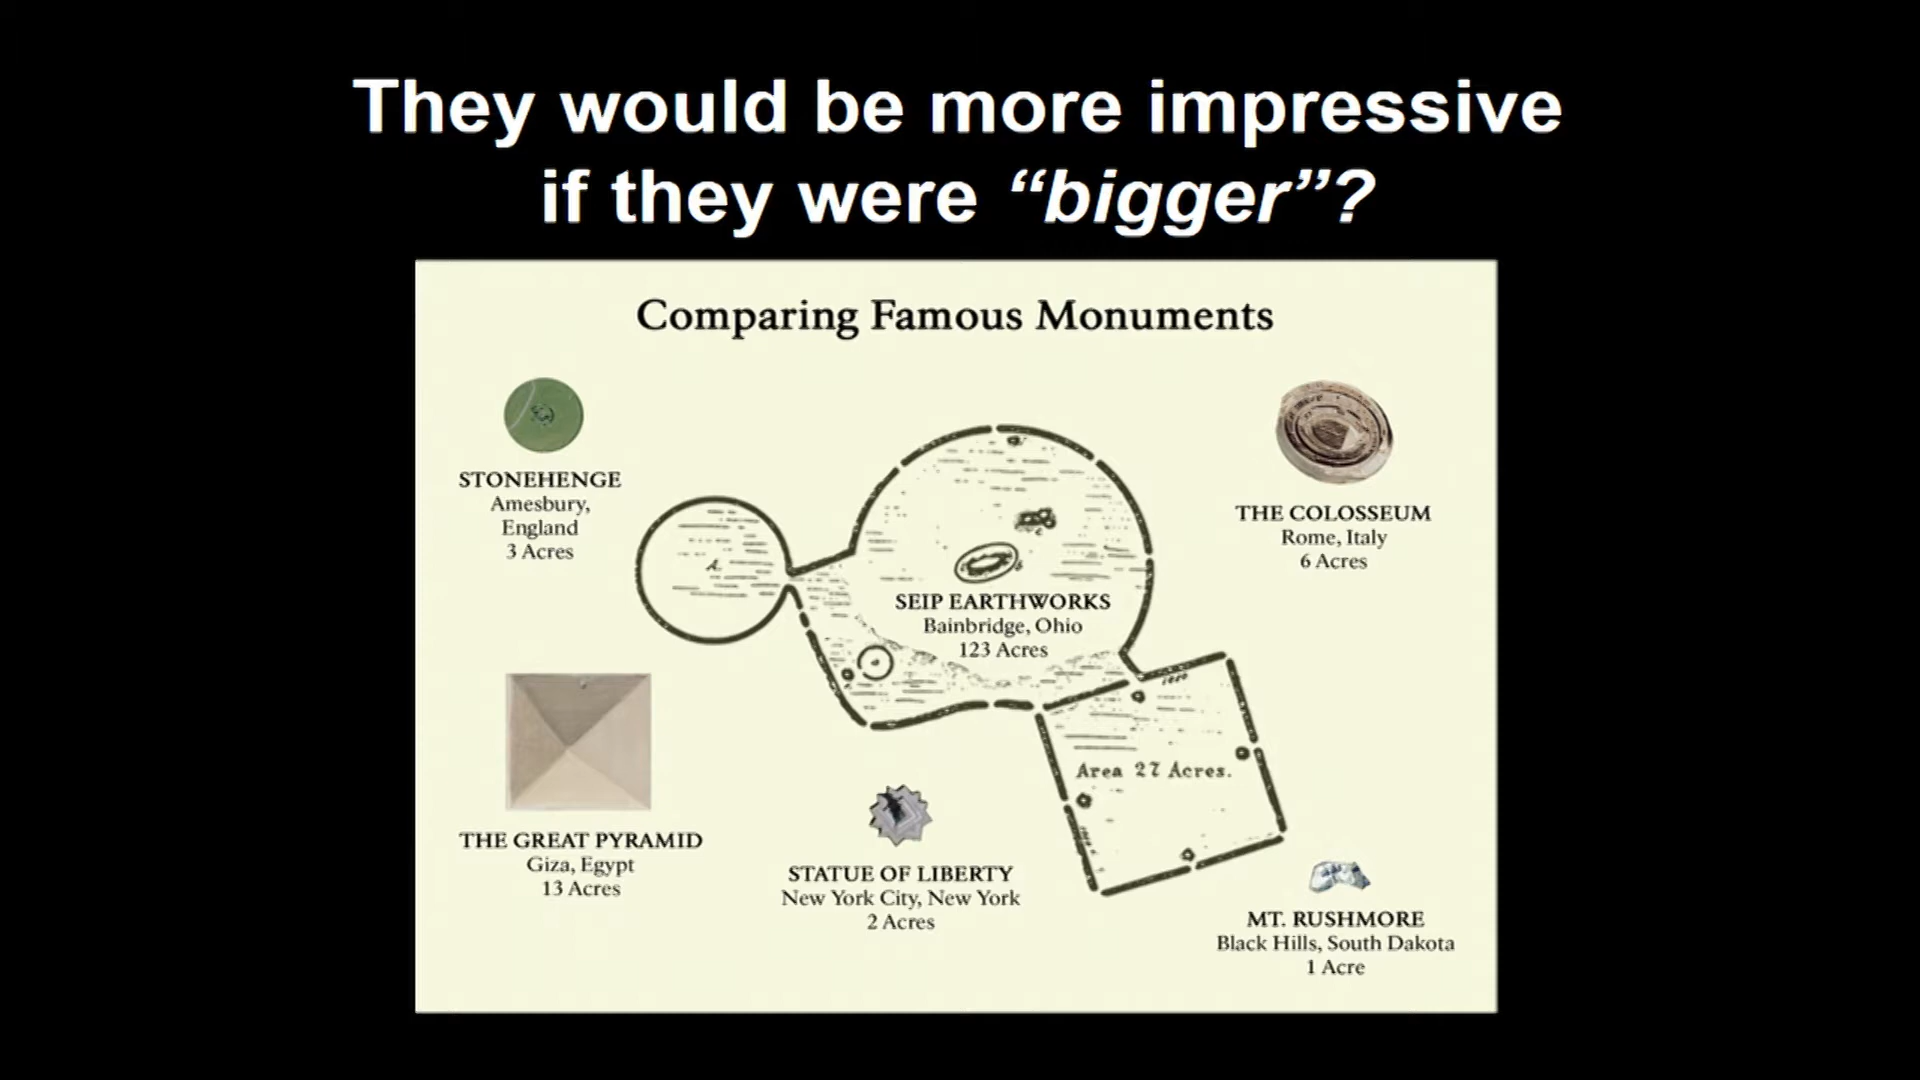 They would be more impressive
if they were “bigger”?
Comparing Famous Monuments
STONEHENGE
Amesbury,
England
3 Acres
THE COLOSSEUM
Rome, Italy
6 Acres
A
SEIP EARTHWORKS
Bainbridge, Ohio
123 Acres
Area 27 Acres.
THE GREAT PYRAMID
Giza, Egypt
13 Acres
STATUE OF LIBERTY
New York City, New York
2 Acres
MT. RUSHMORE
Black Hills, South Dakota
1 Acre